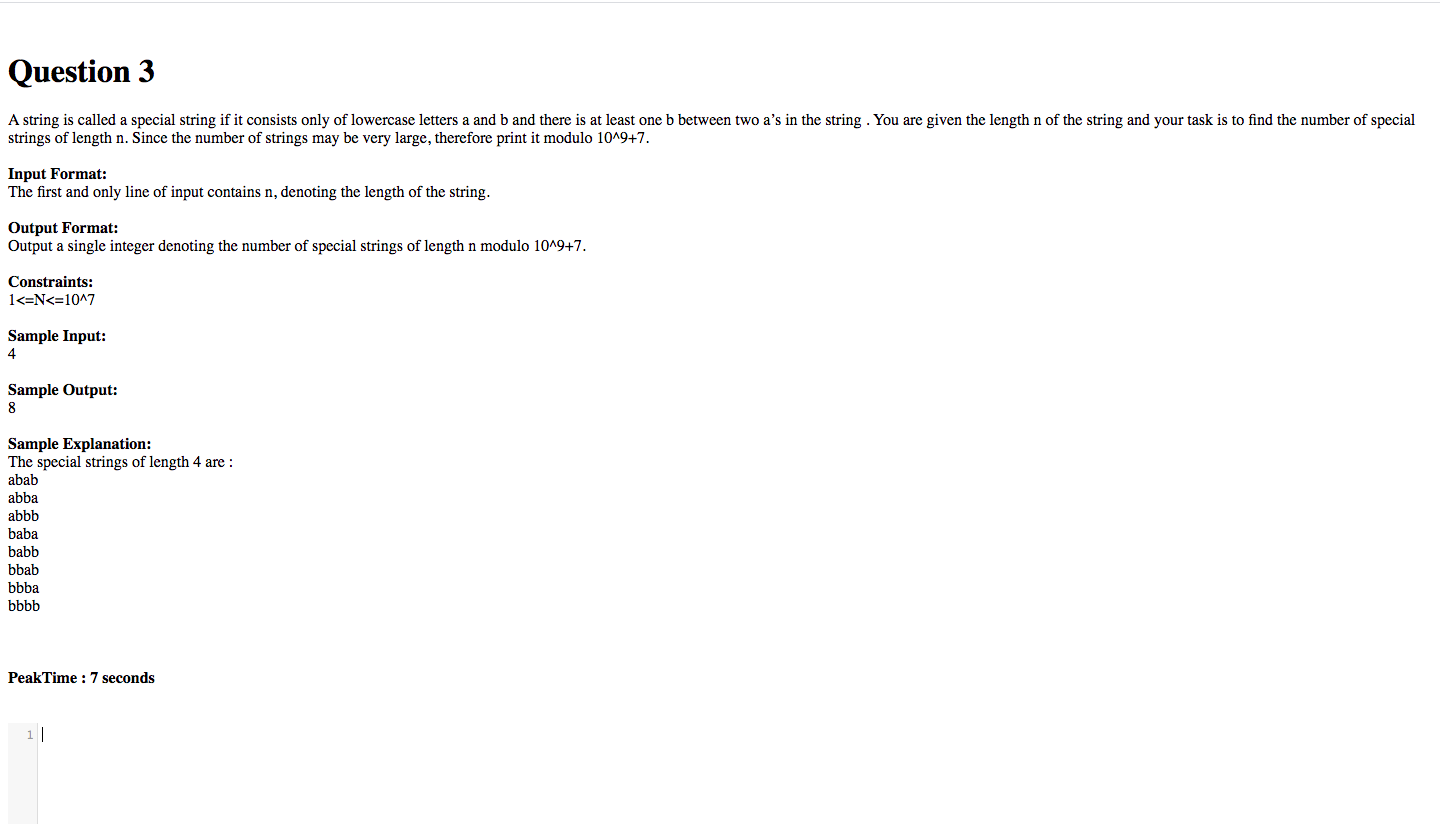 Question 3
A string is called a special string if it consists only of lowercase letters a and b and there is at least one b between two a’s in the string . You are given the length n of the string and your task is to find the number of special
strings of length n. Since the number of strings may be very large, therefore print it modulo 10^9+7.
Input Format:
The first and only line of input contains n, denoting the length of the string.
Output Format:
Output a single integer denoting the number of special strings of length n modulo 10^9+7.
Constraints:
1<=N<=10^7
Sample Input:
4
Sample Output:
8
Sample Explanation:
The special strings of length 4 are :
abab
abba
abbb
baba
babb
bbab
bbba
bbbb
PeakTime : 7 seconds
1